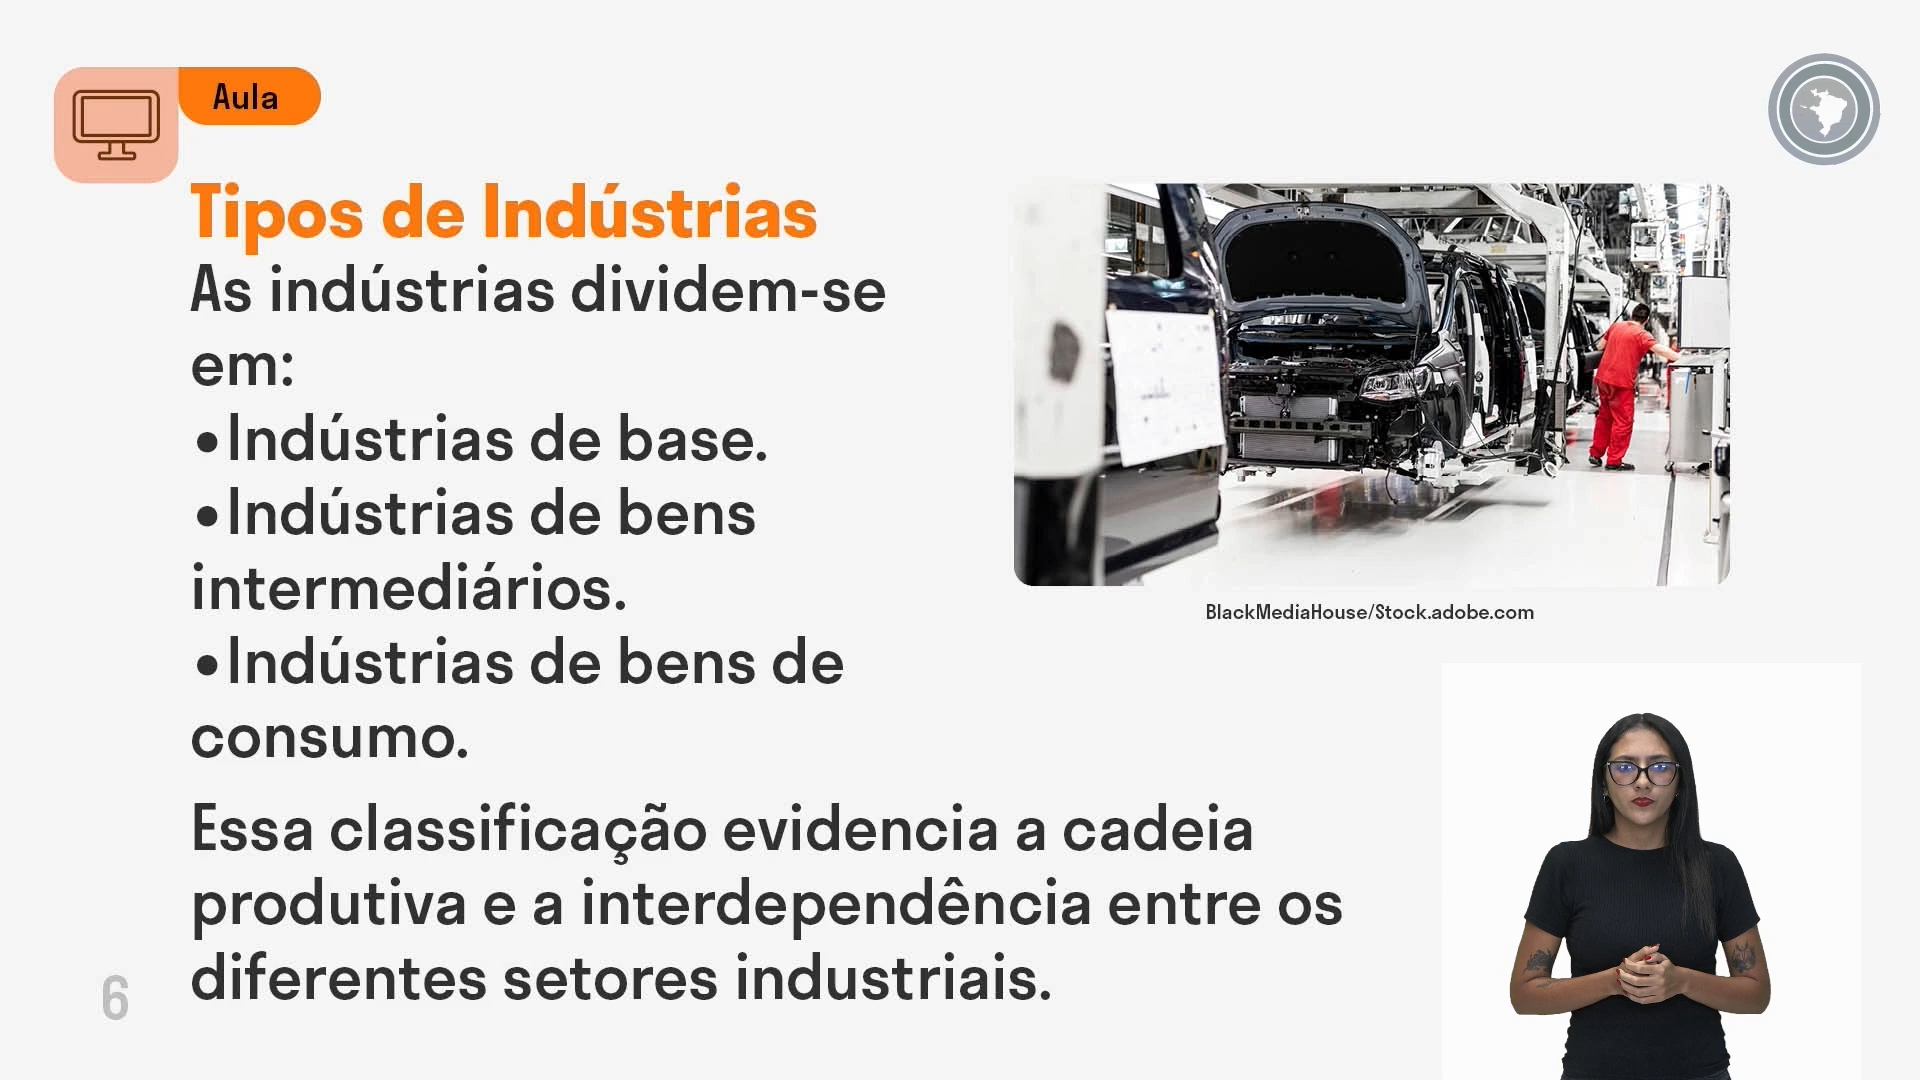 Aula
Tipos de Indústrias
As indústrias dividem-se
em:
•Indústrias de base.
•Indústrias de bens
intermediários.
•Indústrias de bens de
consumo.
BlackMediaHouse/Stock.adobe.com
Essa classificação evidencia a cadeia
produtiva e a interdependência entre os
diferentes setores industriais.
6